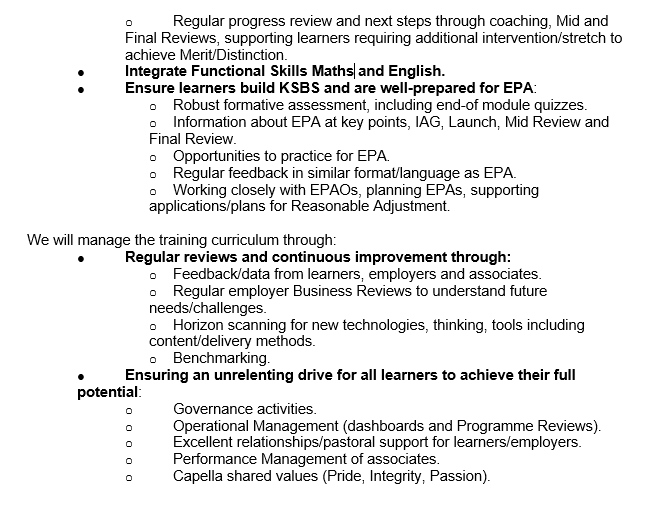 o Regular progress review and next steps through coaching, Mid and
Final Reviews, supporting learners requiring additional intervention/stretch to
achieve Merit/Distinction.
• Integrate Functional Skills Maths and English.
• Ensure learners build KSBS and are well-prepared for EPA:
o Robust formative assessment, including end-of module quizzes.
o Information about EPA at key points, IAG, Launch, Mid Review and
Final Review.
o Opportunities to practice for EPA.
o Regular feedback in similar format/language as EPA.
o Working closely with EPAOs, planning EPAs, supporting
applications/plans for Reasonable Adjustment.
We will manage the training curriculum through:
• Regular reviews and continuous improvement through:
o Feedback/data from learners, employers and associates.
o Regular employer Business Reviews to understand future
needs/challenges.
o Horizon scanning for new technologies, thinking, tools including
content/delivery methods.
o Benchmarking.
• Ensuring an unrelenting drive for all learners to achieve their full
potential:
o Governance activities.
o Operational Management (dashboards and Programme Reviews).
o Excellent relationships/pastoral support for learners/employers.
o Performance Management of associates.
o Capella shared values (Pride, Integrity, Passion).